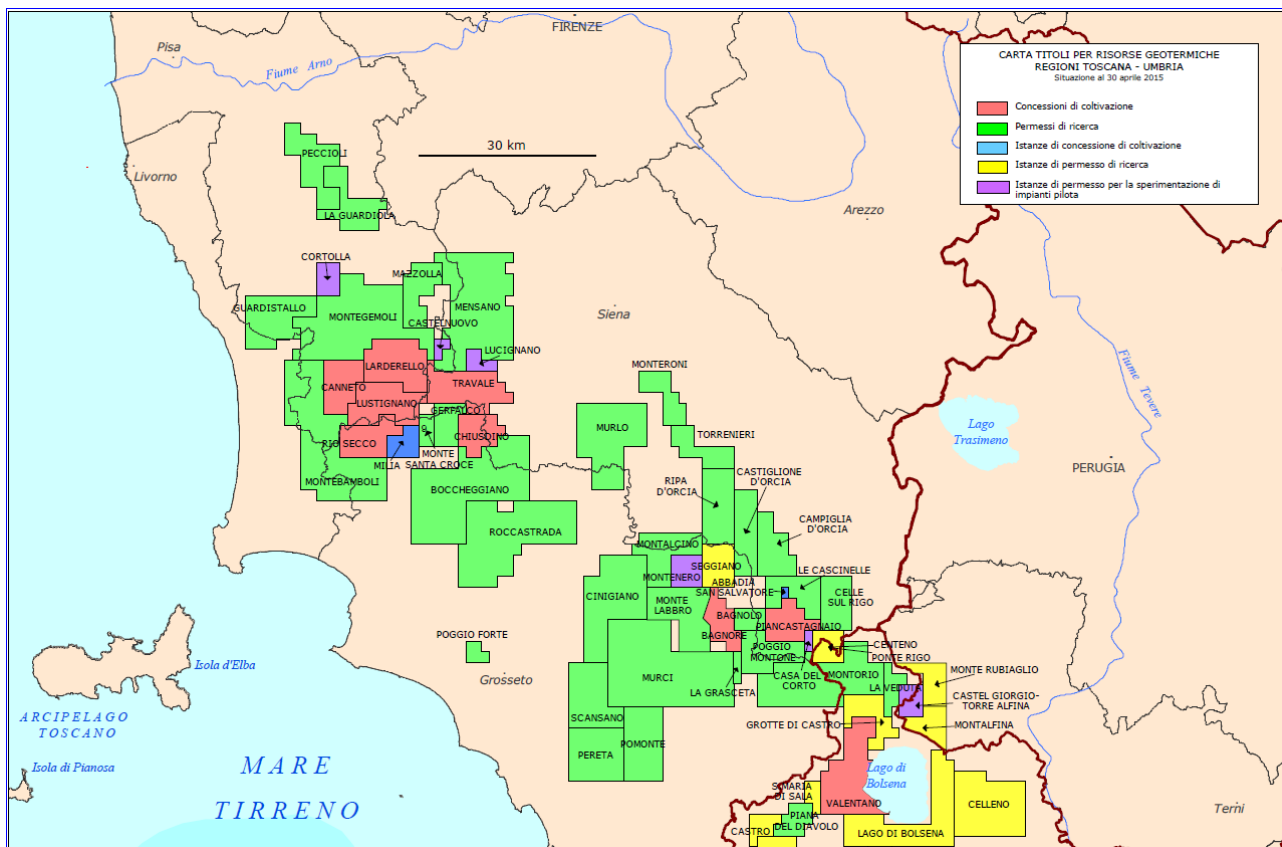 FIRENZE
Pisa
Fiume Arno
CARTA TITOLI PER RISORSE GEOTERMICHE
REGIONI TOSCANA - UMBRIA
Situazione al 30 aprile 2015
Concessioni di coltivazione
Permessi di ricerca
Istanze di concessione di coltivazione
Istanze di permesso di ricerca
Istanze di permesso per la sperimentazione di
impianti pilota
30 km
PECCIOLI
Livorno
LA GUARDIOLA
Arezzo
CORTOLLA
MAZZOLLA
GUARDISTALLO
MONTEGEMOLI
MENSANO
CASTELNUOVO
Siena
LUCIGNANO
LARDERELLO
MONTERONI
CANNETO
TRAVALE
LUSTIGNANO
GERFALCO
Fiume Tevere
Lago
Trasimeno
RIO SECCO
9
CHIUSDINO
MURLO
TORRENIERI
MONTE
SANTA CROCE
MILIA
PERUGIA
MONTEBAMBOLI
BOCCHEGGIANO
RIPA
D'ORCIA
CASTIGLIONE
D'ORCIA
ROCCASTRADA
CAMPIGLIA
D'ORCIA
MONTALCINO
SEGGIANO
LE CASCINELLE
MONTENERO
ABBADIA
SAN SALVATORE
CINIGIANO
MONTE
LABBRO
CELLE
SUL RIGO
BAGNOLO
PIANCASTAGNAIO
POGGIO FORTE
BAGNORE
POGGIO
MONTONE
CENTENO
PONTE RIGO
Isola d'Elba
Grosseto
MURCI
LA GRASCETA
CASA DEL
CORTO
MONTORIO
LA VEDUTA
MONTE RUBIAGLIO
CASTEL GIORGIO-
TORRE ALFINA
ARCIPELAGO
TOSCANO
SCANSANO
GROTTE DI CASTRO
MONTALFINA
PERETA
POMONTE
Isola di Pianosa
MARE
TIRRENO
Lago di
Bolsena
S.MARIA
DI SALA
VALENTANO
CELLENO
Terni
PIANA
DEL DIAVOLO
CASTRO
LAGO DI BOLSENA